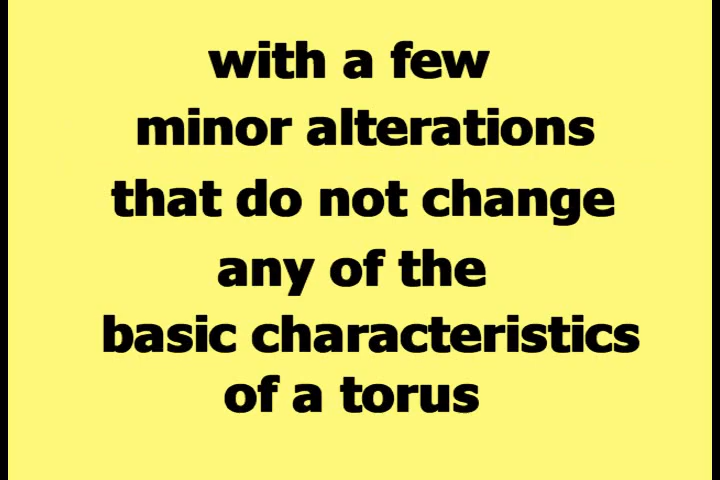 with a few
minor alterations
that do not change
any of the
basic characteristics
of a torus